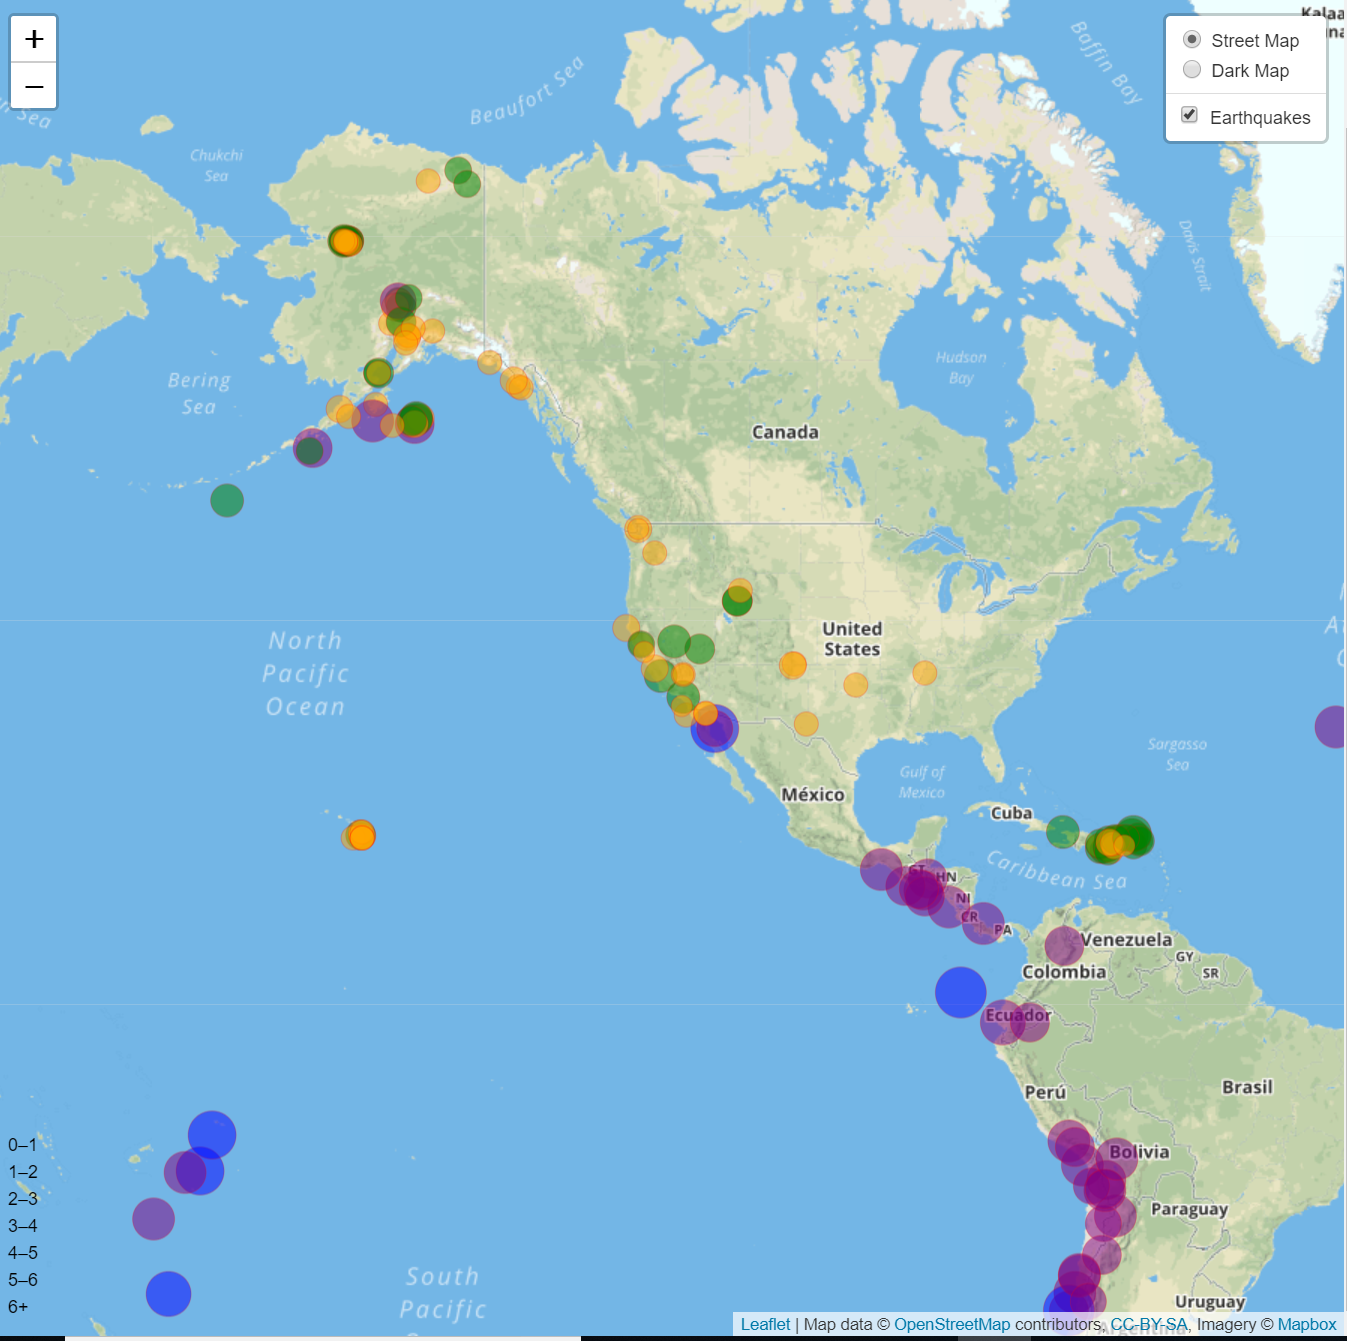 +
−
Street Map
Dark Map
Earthquakes
Beaufort Sea
Baffin Bay
Chukchi
Sea
Sea
Davis Strait
Hudson
Bay
Bering
Sea
Canada
North
Pacific
Ocean
United
States
Sargasso
Sea
Gulf of
Mexico
México
Cuba
Caribbean Sea
GT
HN
NI
CR
PA
Venezuela
GY
SR
Colombia
Ecuador
Perú
Brasil
Bolivia
Paraguay
Uruguay
South
Pacific
0–1
1–2
2–3
3–4
4–5
5–6
6+
Leaflet | Map data © OpenStreetMap contributors, CC-BY-SA, Imagery © Mapbox